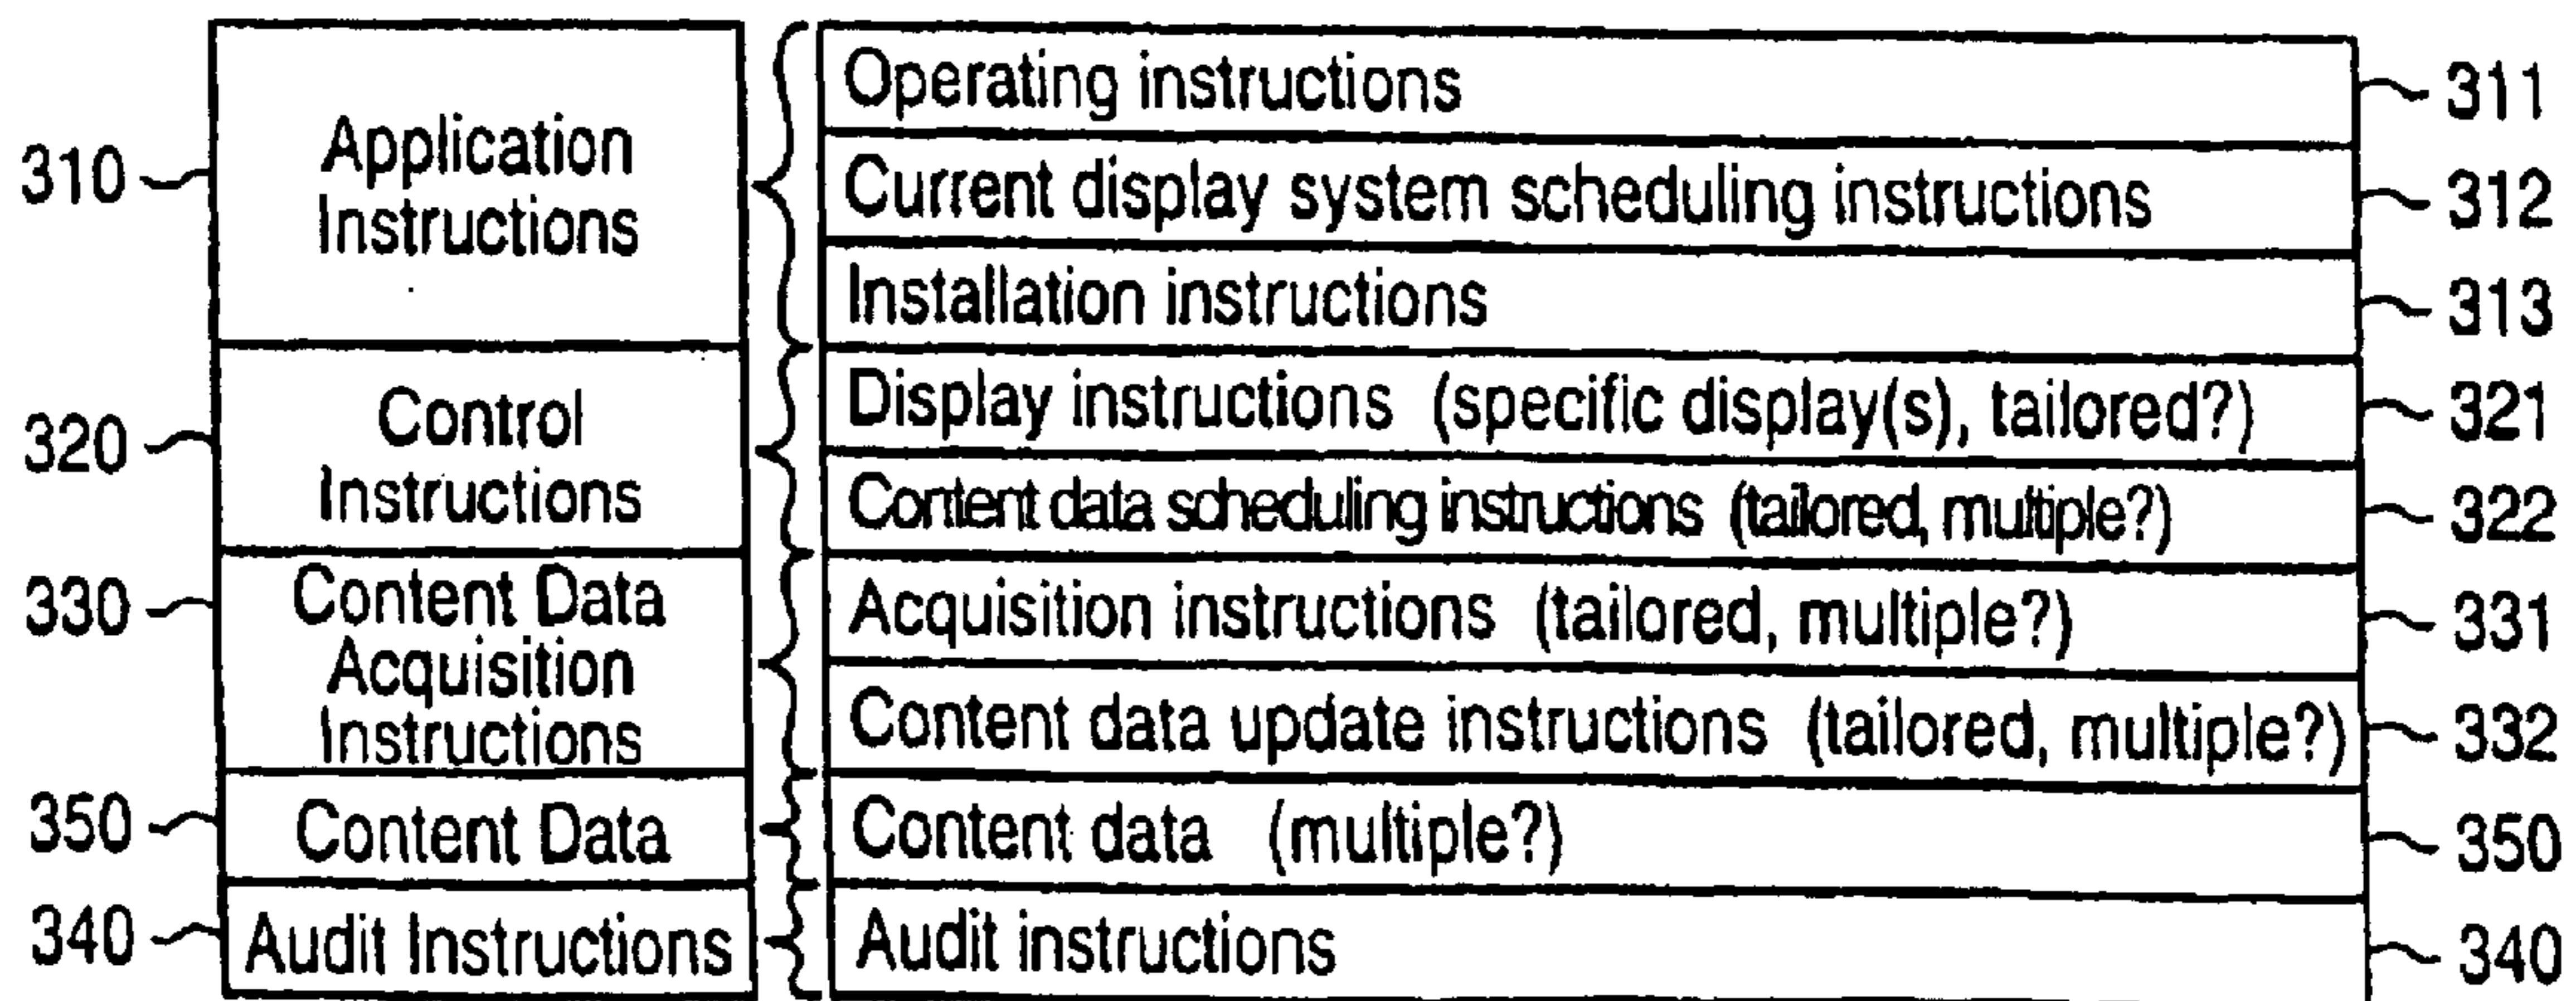 310
Application
Instructions
Operating instructions
311
Current display system scheduling instructions
312
Installation instructions
313
320
Control
Instructions
Display instructions (specific display(s), tailored?)
321
Content data scheduling instructions (tailored, multiple?)
322
330
Content Data
Acquisition
Instructions
Acquisition instructions (tailored, multiple?)
331
Content data update instructions (tailored, multiple?)
332
350
Content Data
Content data (multiple?)
350
340
Audit Instructions
Audit instructions
340